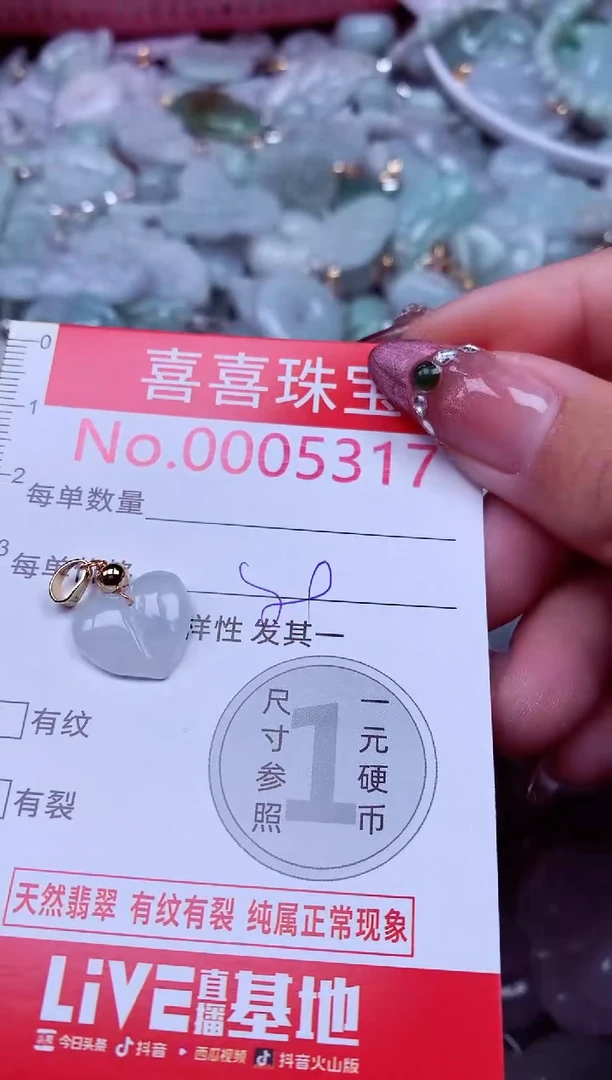 0
喜喜珠宝
1
No.0005317
2
每单数量
3
每单
洋性 发其一
有纹
有裂
尺寸参照
1
一元硬币
天然翡翠 有纹有裂 纯属正常现象
LiVE直播基地
今日头条 抖音 西瓜视频 抖音火山版